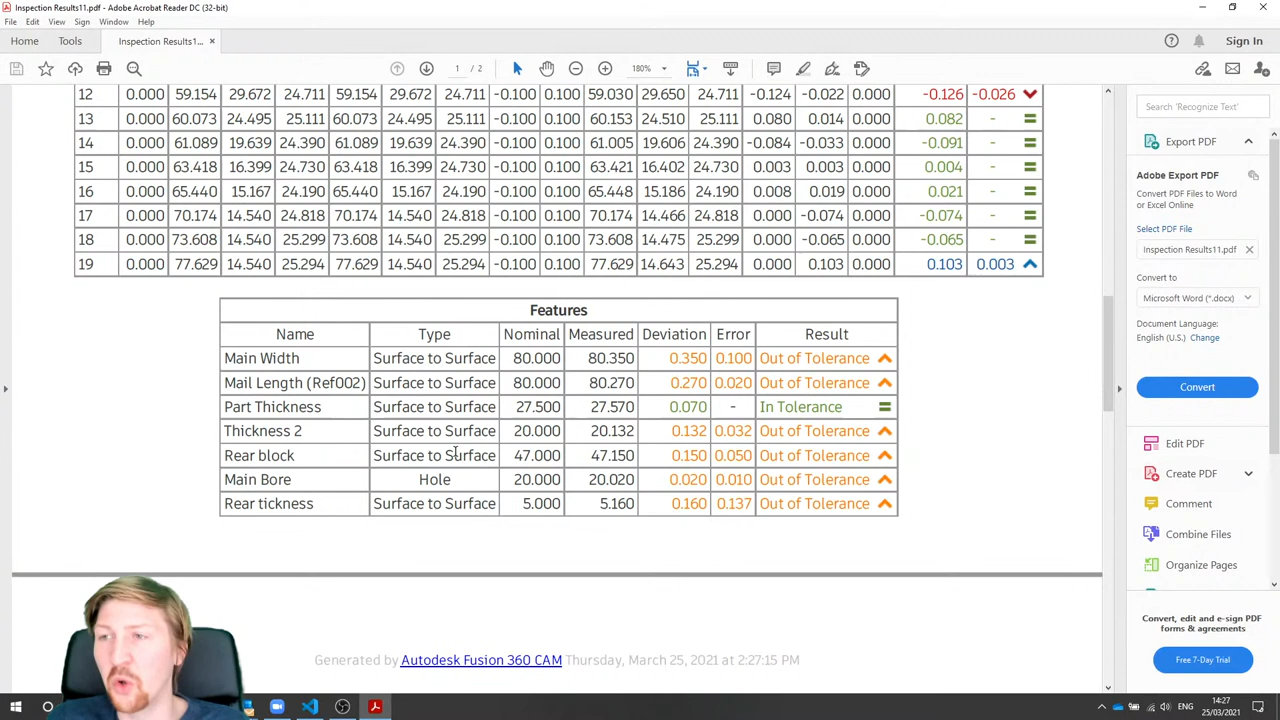 Inspection Results11.pdf - Adobe Acrobat Reader DC (32-bit)
File Edit View Sign Window Help
Home Tools Inspection Results1... × Sign In
1 / 2 180%
12 0.000 59.154 29.672 24.711 59.154 29.672 24.711 -0.100 0.100 59.030 29.650 24.711 -0.124 -0.022 0.000 -0.126 -0.026
13 0.000 60.073 24.495 25.111 60.073 24.495 25.111 -0.100 0.100 60.153 24.510 25.111 0.080 0.014 0.000 0.082 -
14 0.000 61.089 19.639 24.390 61.089 19.639 24.390 -0.100 0.100 61.005 19.606 24.390 -0.084 -0.033 0.000 -0.091 -
15 0.000 63.418 16.399 24.730 63.418 16.399 24.730 -0.100 0.100 63.421 16.402 24.730 0.003 0.003 0.000 0.004 -
16 0.000 65.440 15.167 24.190 65.440 15.167 24.190 -0.100 0.100 65.448 15.186 24.190 0.008 0.019 0.000 0.021 -
17 0.000 70.174 14.540 24.818 70.174 14.540 24.818 -0.100 0.100 70.174 14.466 24.818 0.000 -0.074 0.000 -0.074 -
18 0.000 73.608 14.540 25.299 73.608 14.540 25.299 -0.100 0.100 73.608 14.475 25.299 0.000 -0.065 0.000 -0.065 -
19 0.000 77.629 14.540 25.294 77.629 14.540 25.294 -0.100 0.100 77.629 14.643 25.294 0.000 0.103 0.000 0.103 0.003
Features
Name Type Nominal Measured Deviation Error Result
Main Width Surface to Surface 80.000 80.350 0.350 0.100 Out of Tolerance
Mail Length (Ref002) Surface to Surface 80.000 80.270 0.270 0.020 Out of Tolerance
Part Thickness Surface to Surface 27.500 27.570 0.070 - In Tolerance
Thickness 2 Surface to Surface 20.000 20.132 0.132 0.032 Out of Tolerance
Rear block Surface to Surface 47.000 47.150 0.150 0.050 Out of Tolerance
Main Bore Hole 20.000 20.020 0.020 0.010 Out of Tolerance
Rear tickness Surface to Surface 5.000 5.160 0.160 0.137 Out of Tolerance
Generated by Autodesk Fusion 360 CAM Thursday, March 25, 2021 at 2:27:15 PM
Search 'Recognize Text'
Export PDF
Adobe Export PDF
Convert PDF Files to Word
or Excel Online
Select PDF File
Inspection Results11.pdf
Convert to
Microsoft Word (*.docx)
Document Language:
English (U.S.) Change
Convert
Edit PDF
Create PDF
Comment
Combine Files
Organize Pages
Convert, edit and e-sign PDF
forms & agreements
Free 7-Day Trial
ENG
14:27
25/03/2021